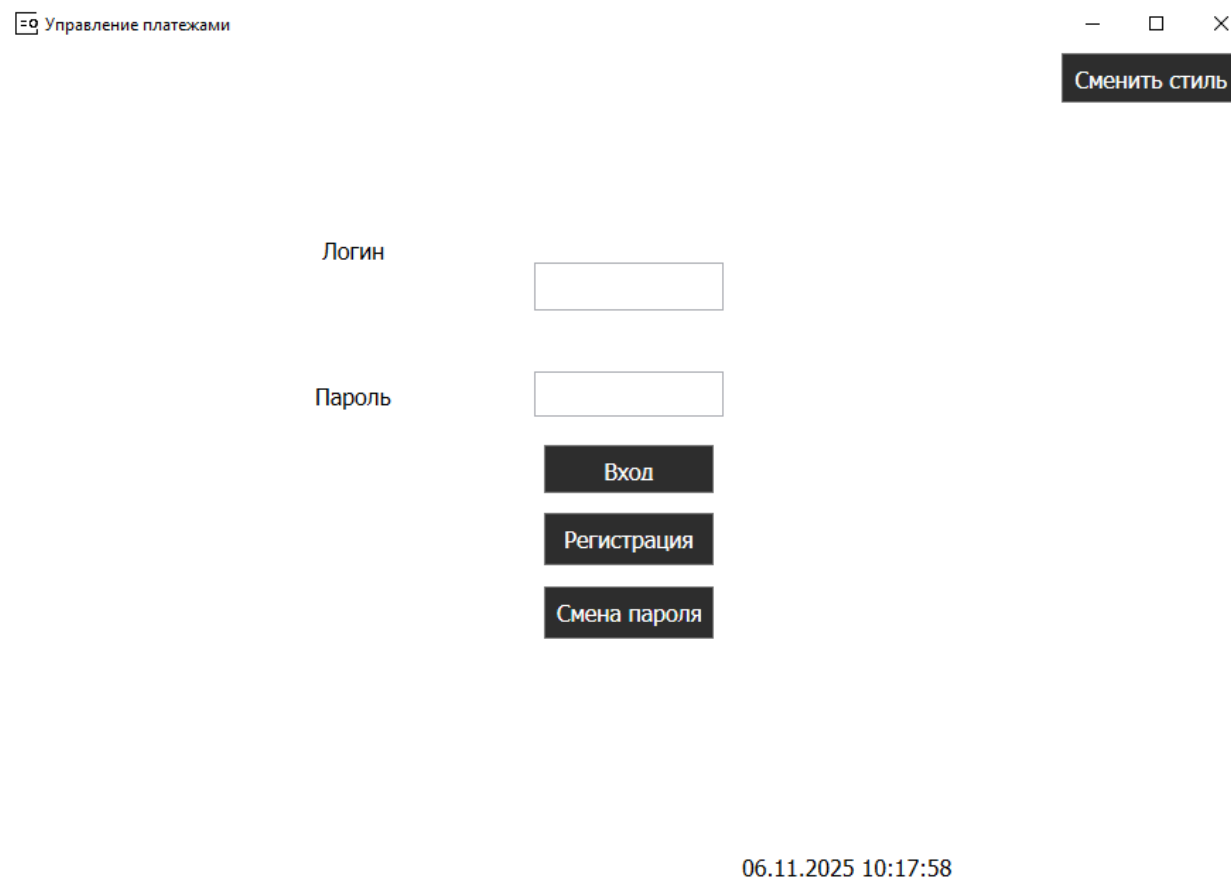 Управление платежами
Сменить стиль
Логин
Пароль
Вход
Регистрация
Смена пароля
06.11.2025 10:17:58